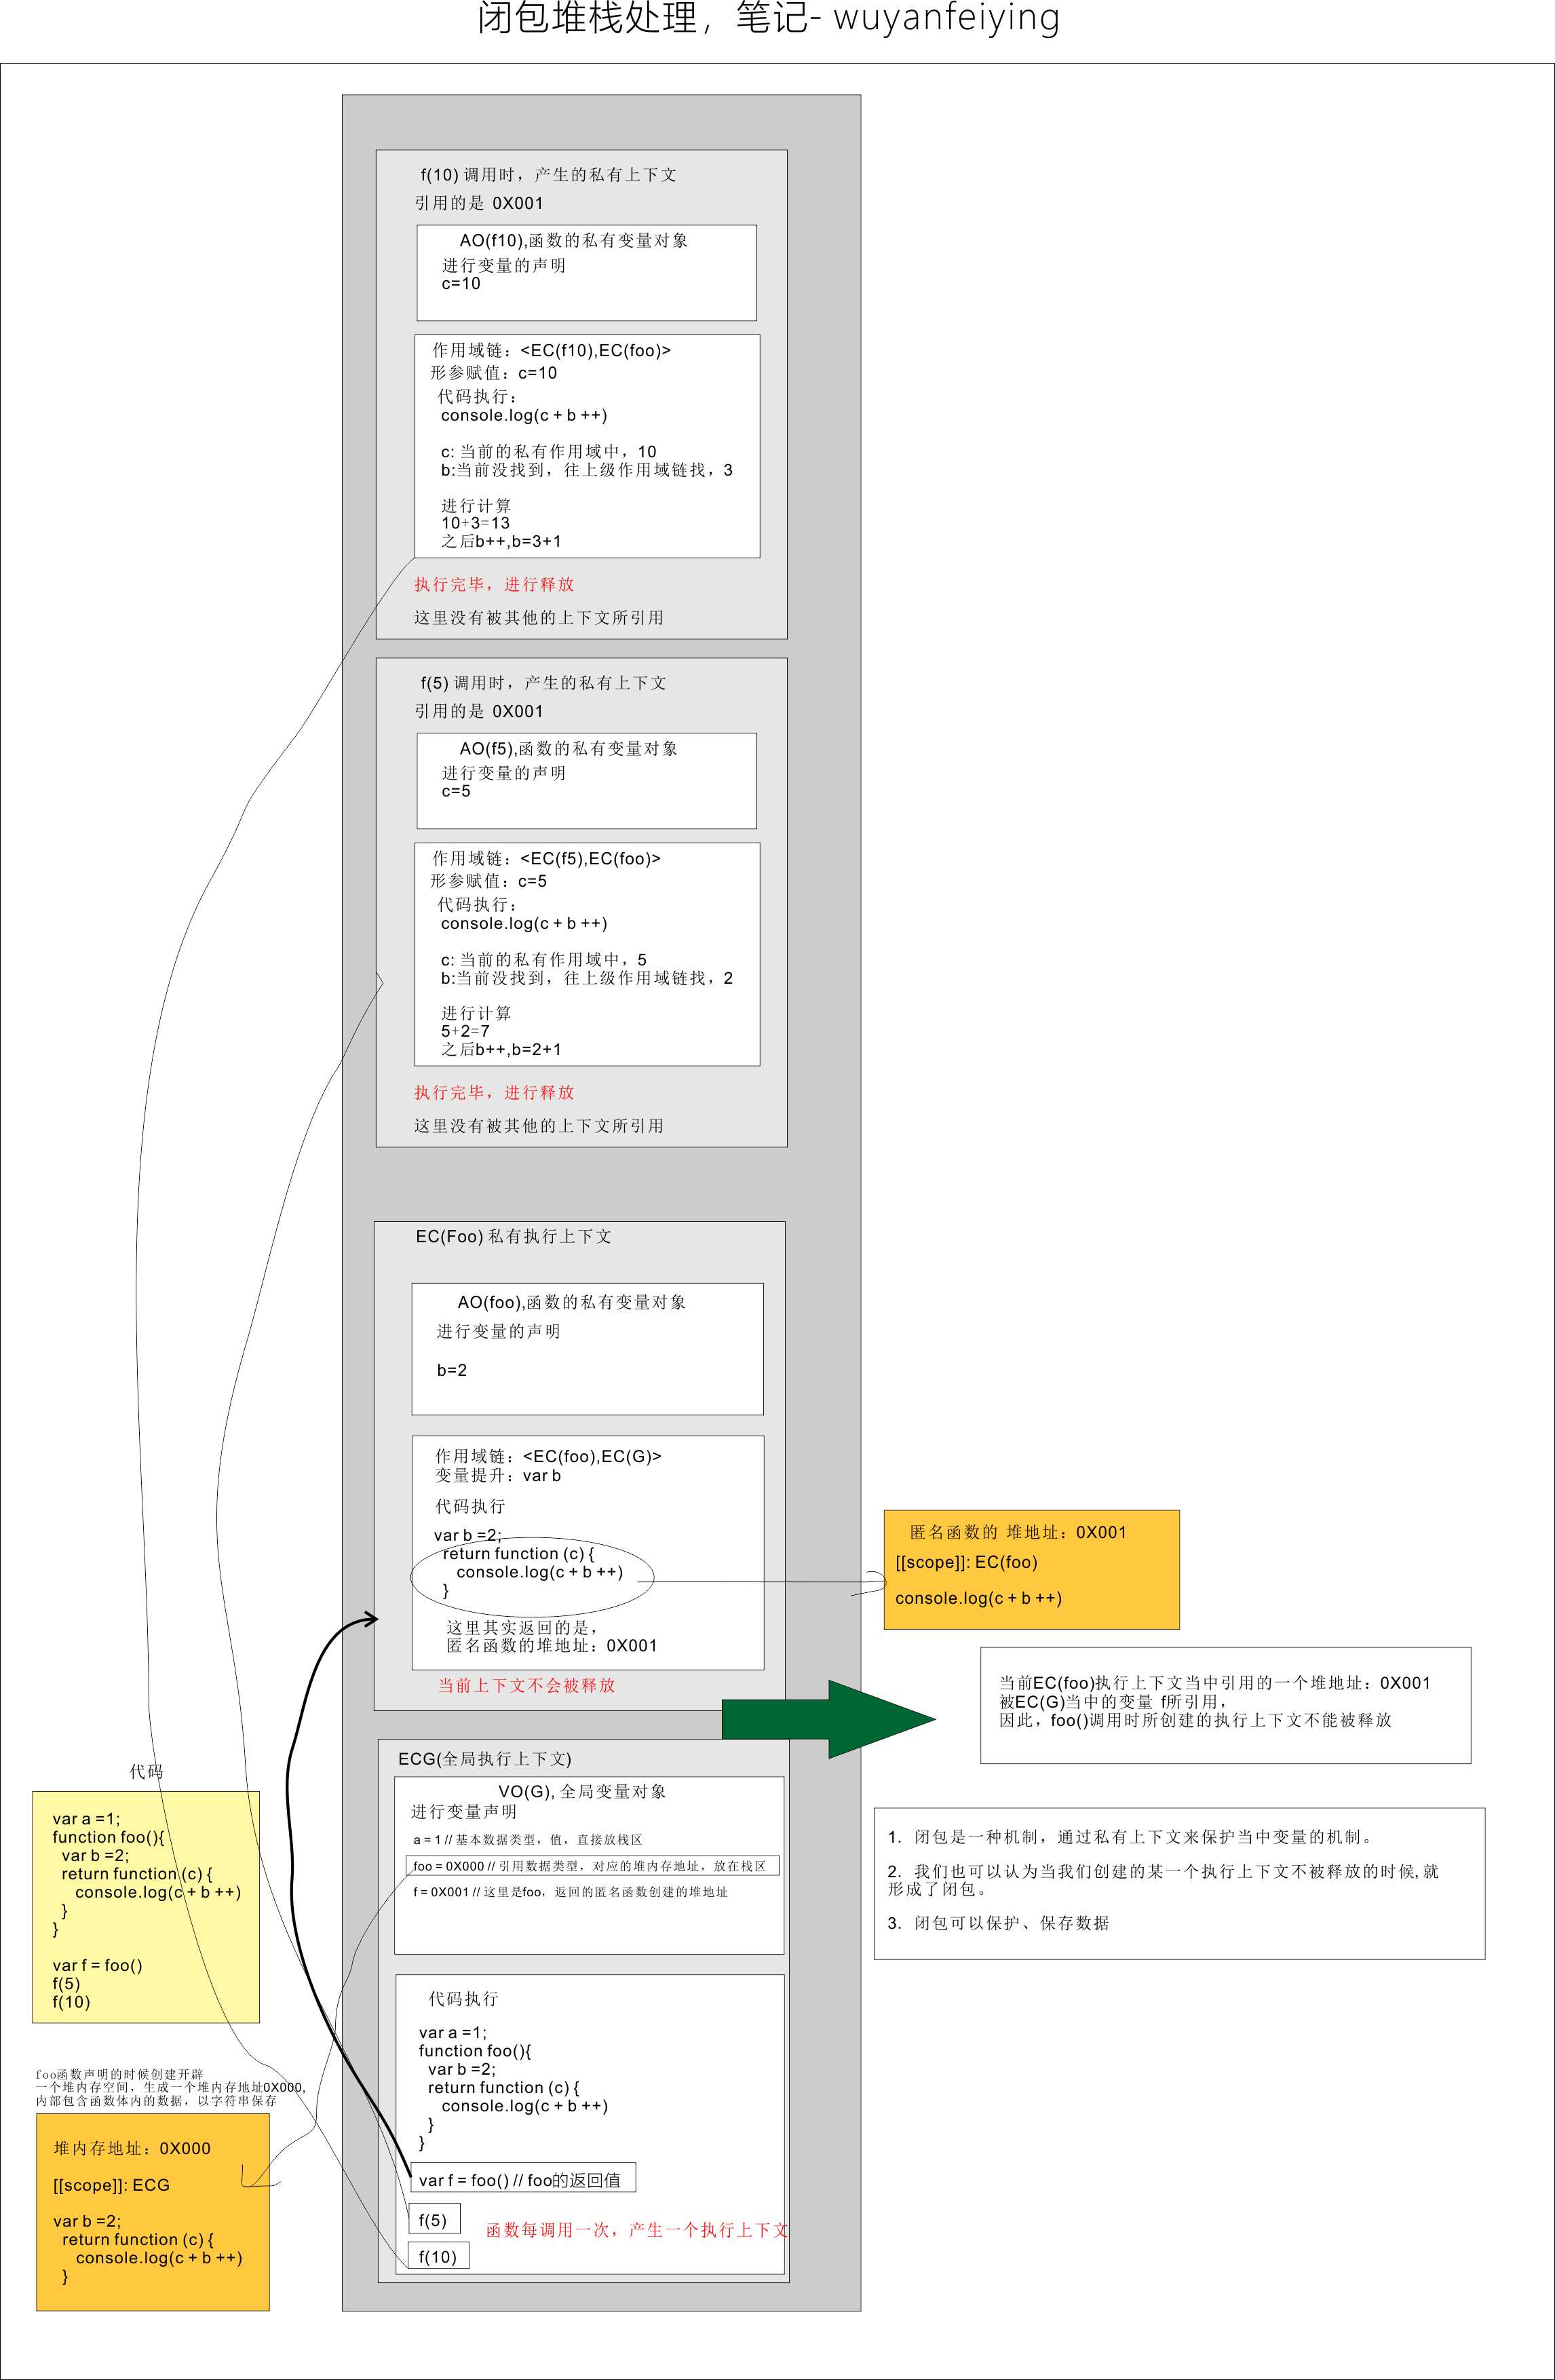 闭包堆栈处理，笔记- wuyanfeiying
f(10) 调用时，产生的私有上下文
引用的是 0X001
AO(f10),函数的私有变量对象
进行变量的声明
c=10
作用域链：<EC(f10),EC(foo)>
形参赋值：c=10
代码执行：
console.log(c + b ++)
c: 当前的私有作用域中，10
b:当前没找到，往上级作用域链找，3
进行计算
10+3=13
之后b++,b=3+1
执行完毕，进行释放
这里没有被其他的上下文所引用
f(5) 调用时，产生的私有上下文
引用的是 0X001
AO(f5),函数的私有变量对象
进行变量的声明
c=5
作用域链：<EC(f5),EC(foo)>
形参赋值：c=5
代码执行：
console.log(c + b ++)
c: 当前的私有作用域中，5
b:当前没找到，往上级作用域链找，2
进行计算
5+2=7
之后b++,b=2+1
执行完毕，进行释放
这里没有被其他的上下文所引用
EC(Foo) 私有执行上下文
AO(foo),函数的私有变量对象
进行变量的声明
b=2
作用域链：<EC(foo),EC(G)>
变量提升：var b
代码执行
var b =2;
return function (c) {
console.log(c + b ++)
}
这里其实返回的是，
匿名函数的堆地址：0X001
当前上下文不会被释放
匿名函数的 堆地址：0X001
[[scope]]: EC(foo)
console.log(c + b ++)
当前EC(foo)执行上下文当中引用的一个堆地址：0X001
被EC(G)当中的变量 f所引用，
因此，foo()调用时所创建的执行上下文不能被释放
1. 闭包是一种机制，通过私有上下文来保护当中变量的机制。
2. 我们也可以认为当我们创建的某一个执行上下文不被释放的时候,就
形成了闭包。
3. 闭包可以保护、保存数据
ECG(全局执行上下文)
VO(G), 全局变量对象
进行变量声明
a = 1 // 基本数据类型，值，直接放栈区
foo = 0X000 // 引用数据类型，对应的堆内存地址，放在栈区
f = 0X001 // 这里是foo，返回的匿名函数创建的堆地址
代码执行
var a =1;
function foo(){
var b =2;
return function (c) {
console.log(c + b ++)
}
}
var f = foo() // foo的返回值
f(5)
函数每调用一次，产生一个执行上下文
f(10)
代码
var a =1;
function foo(){
var b =2;
return function (c) {
console.log(c + b ++)
}
}
var f = foo()
f(5)
f(10)
foo函数声明的时候创建开辟
一个堆内存空间，生成一个堆内存地址0X000,
内部包含函数体内的数据，以字符串保存
堆内存地址：0X000
[[scope]]: ECG
var b =2;
return function (c) {
console.log(c + b ++)
}